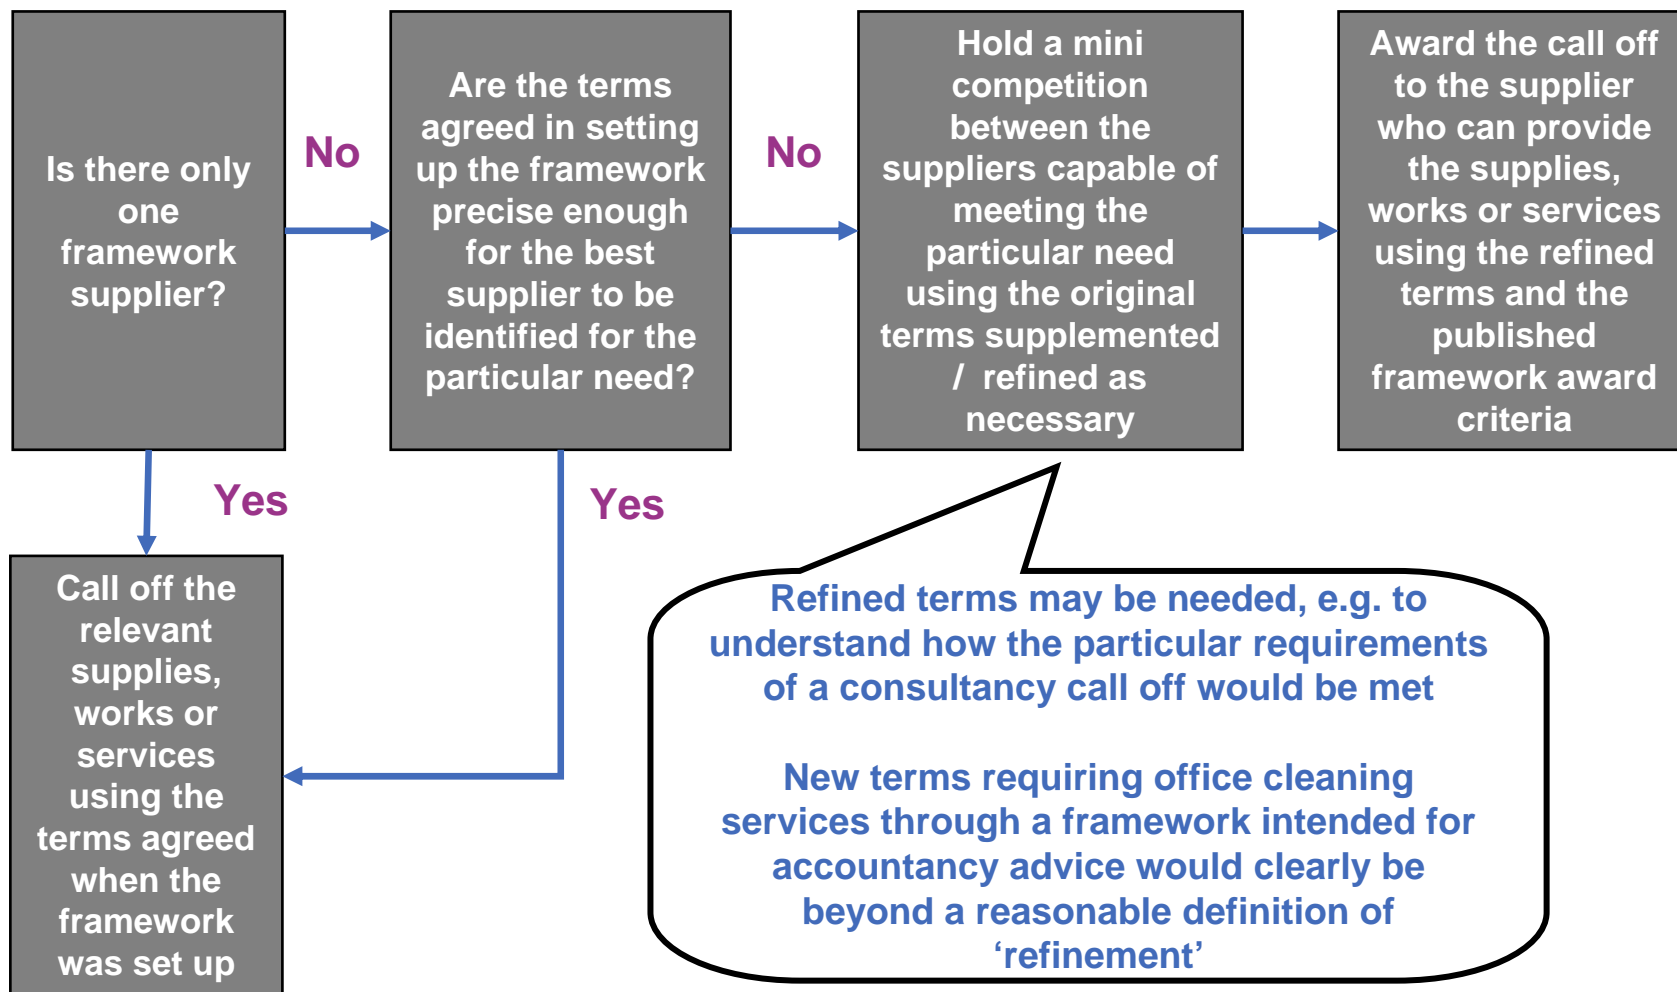 Is there only
one
framework
supplier?
No
Are the terms
agreed in setting
up the framework
precise enough
for the best
supplier to be
identified for the
particular need?
No
Hold a mini
competition
between the
suppliers capable of
meeting the
particular need
using the original
terms supplemented
/ refined as
necessary
Award the call off
to the supplier
who can provide
the supplies,
works or services
using the refined
terms and the
published
framework award
criteria
Yes
Yes
Call off the
relevant
supplies,
works or
services
using the
terms agreed
when the
framework
was set up
Refined terms may be needed, e.g. to
understand how the particular requirements
of a consultancy call off would be met
New terms requiring office cleaning
services through a framework intended for
accountancy advice would clearly be
beyond a reasonable definition of
‘refinement’